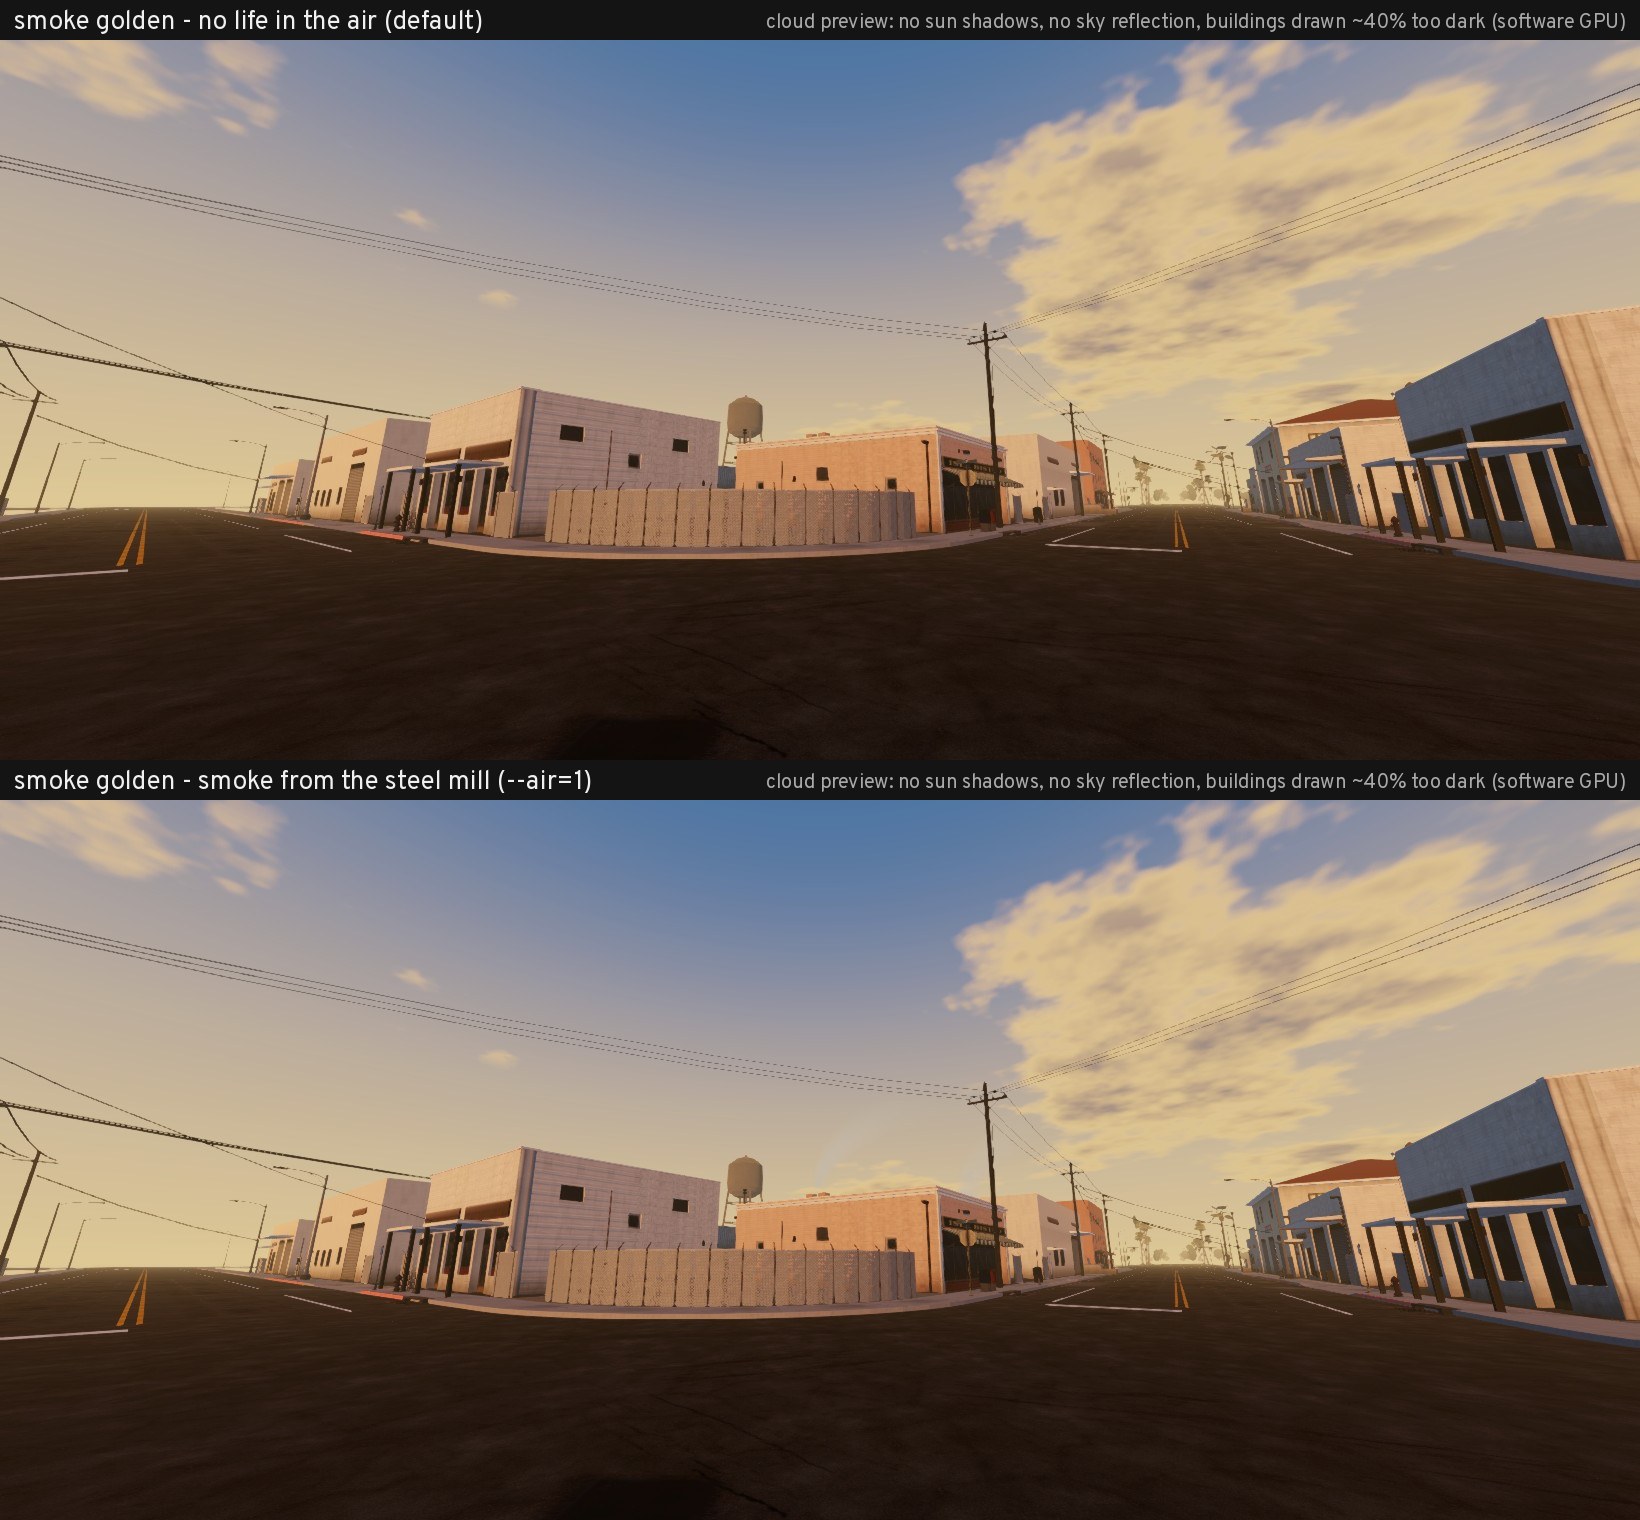 smoke golden - no life in the air (default)
cloud preview: no sun shadows, no sky reflection, buildings drawn ~40% too dark (software GPU)
smoke golden - smoke from the steel mill (--air=1)
cloud preview: no sun shadows, no sky reflection, buildings drawn ~40% too dark (software GPU)